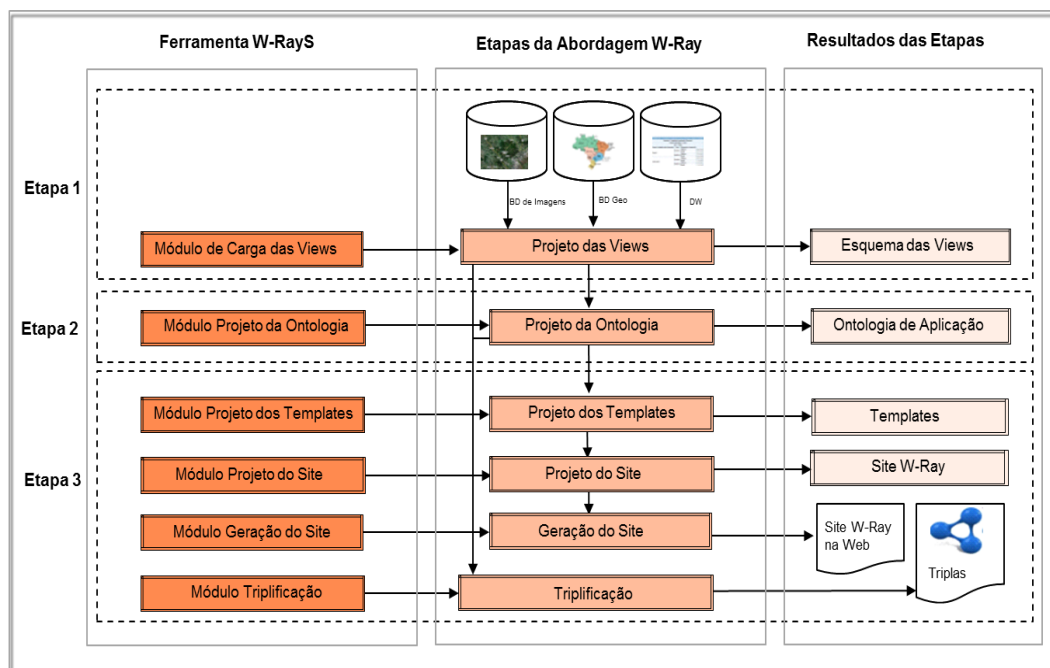 Ferramenta W-RayS
Etapas da Abordagem W-Ray
Resultados das Etapas
Etapa 1
BD de Imagens
BD Geo
DW
Módulo de Carga das Views
Projeto das Views
Esquema das Views
Etapa 2
Módulo Projeto da Ontologia
Projeto da Ontologia
Ontologia de Aplicação
Etapa 3
Módulo Projeto dos Templates
Projeto dos Templates
Templates
Módulo Projeto do Site
Projeto do Site
Site W-Ray
Módulo Geração do Site
Geração do Site
Site W-Ray
na Web
Triplas
Módulo Triplificação
Triplificação